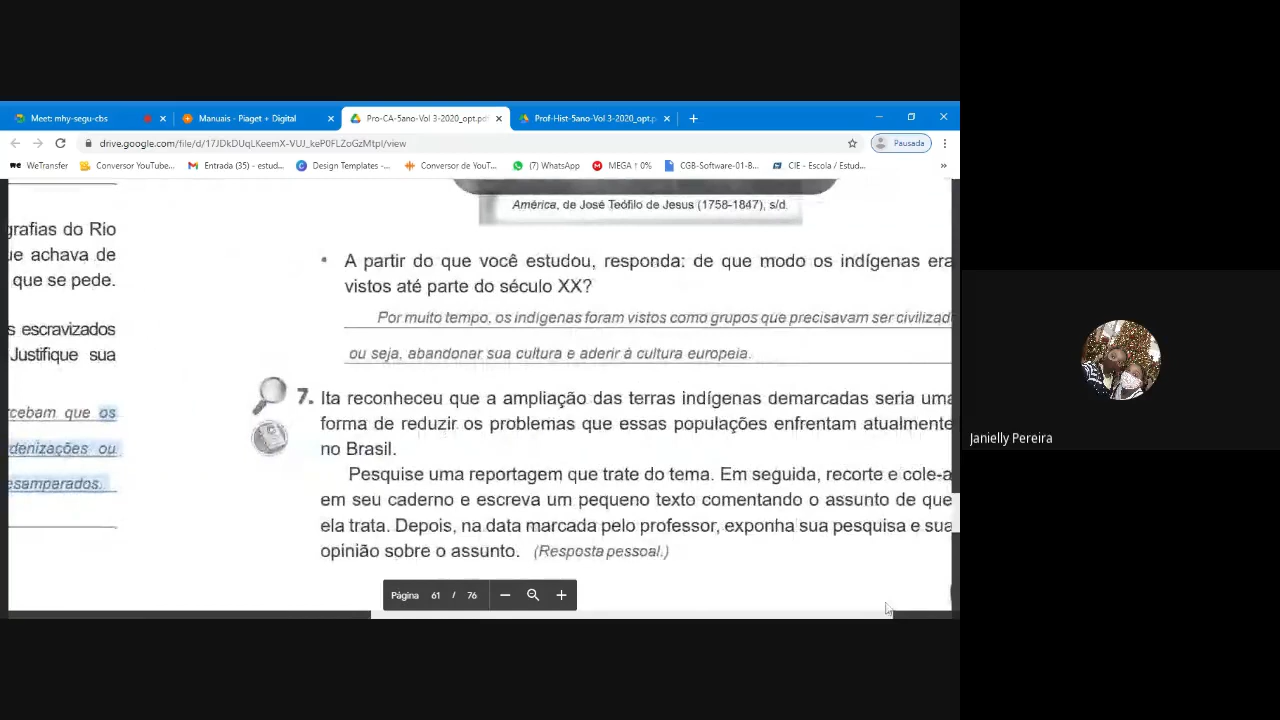 Meet: mhy-segu-cbs
Manuais - Piaget + Digital
Pro-CA-5ano-Vol 3-2020_opt.pdf
Prof-Hist-5ano-Vol 3-2020_opt.p
drive.google.com/file/d/17JDkDUqLKeemX-VUJ_keP0FLZoGzMtpl/view
Pausada
WeTransfer
Conversor YouTube...
Entrada (35) - estud...
Design Templates -...
Conversor de YouT...
(7) WhatsApp
MEGA ↑ 0%
CGB-Software-01-8...
CIE - Escola / Estud...
»
América, de José Teófilo de Jesus (1758-1847), s/d.
grafias do Rio
ue achava de
que se pede.
s escravizados
Justifique sua
rcebam que os
denizações ou
esamparados.
• A partir do que você estudou, responda: de que modo os indígenas era
vistos até parte do século XX?
Por muito tempo, os indígenas foram vistos como grupos que precisavam ser civilizad
ou seja, abandonar sua cultura e aderir à cultura europeia.
7. Ita reconheceu que a ampliação das terras indígenas demarcadas seria uma
forma de reduzir os problemas que essas populações enfrentam atualmente
no Brasil.
Pesquise uma reportagem que trate do tema. Em seguida, recorte e cole-a
em seu caderno e escreva um pequeno texto comentando o assunto de que
ela trata. Depois, na data marcada pelo professor, exponha sua pesquisa e sua
opinião sobre o assunto. (Resposta pessoal.)
Página 61 / 76
Janielly Pereira